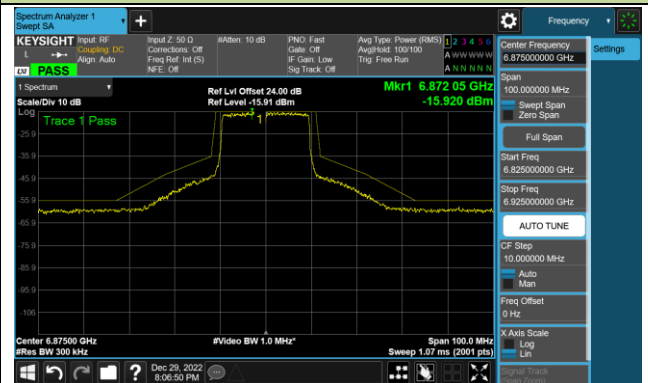 Spectrum Analyzer 1
Swept SA
+
Frequency
KEYSIGHT
Input: RF
Coupling: DC
Align: Auto
Input Z: 50 Ω
Corrections: Off
Freq Ref: Int (S)
NFE: Off
#Atten: 10 dB
PNO: Fast
Gate: Off
IF Gain: Low
Sig Track: Off
Avg Type: Power (RMS)
Avg|Hold: 100/100
Trig: Free Run
1 2 3 4 5 6
A W W W W W
A N N N N N
L
LXI PASS
1 Spectrum
Scale/Div 10 dB
Ref Lvl Offset 24.00 dB
Ref Level -15.91 dBm
Mkr1 6.872 05 GHz
-15.920 dBm
Log
Trace 1 Pass
1
-25.9
-35.9
-45.9
-55.9
-65.9
-75.9
-85.9
-95.9
-106
Center 6.87500 GHz
#Res BW 300 kHz
#Video BW 1.0 MHz*
Span 100.0 MHz
Sweep 1.07 ms (2001 pts)
Dec 29, 2022
8:06:50 PM
?
Center Frequency
6.875000000 GHz
Settings
Span
100.000000 MHz
Swept Span
Zero Span
Full Span
Start Freq
6.825000000 GHz
Stop Freq
6.925000000 GHz
AUTO TUNE
CF Step
10.000000 MHz
Auto
Man
Freq Offset
0 Hz
X Axis Scale
Log
Lin
Signal Track
(Span Zoom)